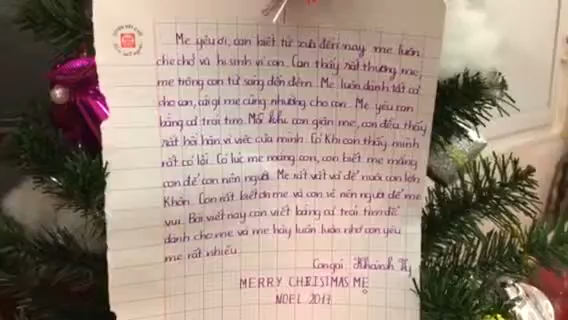 Mẹ yêu ơi, con biết từ xưa đến nay mẹ luôn
che chở và hi sinh vì con. Con thấy rất thương mẹ,
mẹ trông con từ sáng đến đêm. Mẹ luôn dành tất cả
cho con, cái gì mẹ cũng nhường cho con. Mẹ yêu con
bằng cả trái tim. Mỗi khi con giận mẹ, con đều thấy
rất hối hận vì việc của mình. Có khi con thấy mình
rất có lỗi. Có lúc mẹ mắng con, con biết mẹ mắng
con để con nên người. Mẹ rất vất vả để nuôi con lớn
khôn. Con rất biết ơn mẹ và con sẽ nên người để mẹ
vui. Bài viết này con viết bằng cả trái tim để
dành cho mẹ và mẹ hãy luôn luôn nhớ con yêu
mẹ rất nhiều.
Con gái: Khánh Vy
MERRY CHRISTMAS MẸ
NOEL 2017